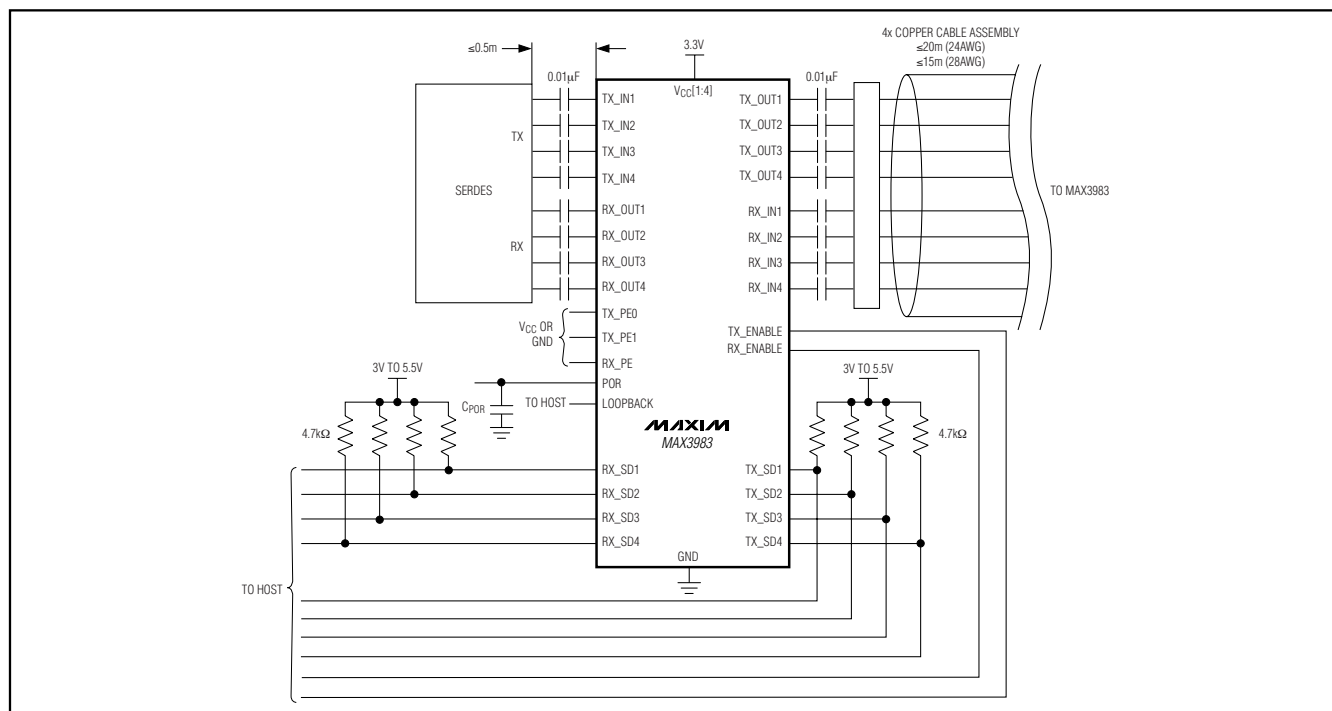 ≤0.5m
3.3V
4x COPPER CABLE ASSEMBLY
≤20m (24AWG)
≤15m (28AWG)
0.01µF
0.01µF
VCC[1:4]
SERDES
TX
RX
TX_IN1
TX_IN2
TX_IN3
TX_IN4
RX_OUT1
RX_OUT2
RX_OUT3
RX_OUT4
TX_PE0
TX_PE1
RX_PE
POR
LOOPBACK
VCC OR
GND
TO HOST
CPOR
TX_OUT1
TX_OUT2
TX_OUT3
TX_OUT4
RX_IN1
RX_IN2
RX_IN3
RX_IN4
TX_ENABLE
RX_ENABLE
TO MAX3983
3V TO 5.5V
4.7kΩ
MAXIM
MAX3983
3V TO 5.5V
4.7kΩ
RX_SD1
RX_SD2
RX_SD3
RX_SD4
TX_SD1
TX_SD2
TX_SD3
TX_SD4
GND
TO HOST